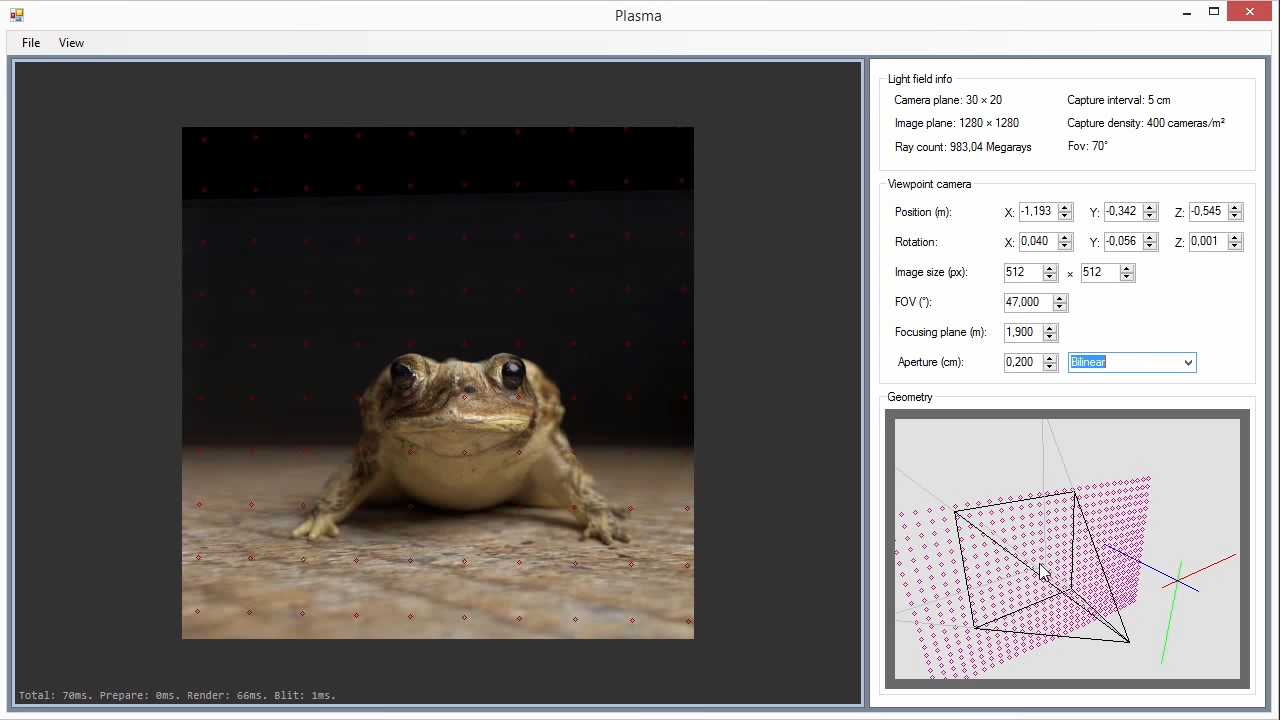 Plasma
File View
Light field info
Camera plane: 30 × 20 Capture interval: 5 cm
Image plane: 1280 × 1280 Capture density: 400 cameras/m²
Ray count: 983,04 Megarays Fov: 70°
Viewpoint camera
Position (m): X: -1,193 Y: -0,342 Z: -0,545
Rotation: X: 0,040 Y: -0,056 Z: 0,001
Image size (px): 512 × 512
FOV (°): 47,000
Focusing plane (m): 1,900
Aperture (cm): 0,200 Bilinear
Geometry
Total: 70ms. Prepare: 0ms. Render: 66ms. Blit: 1ms.